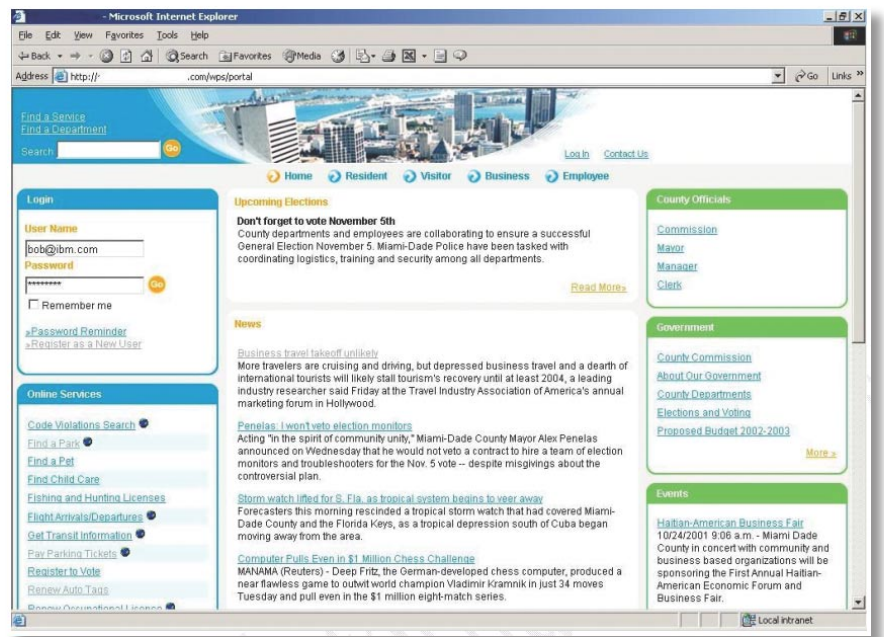 - Microsoft Internet Explorer
File Edit View Favorites Tools Help
Back Search Favorites Media
Address http:// .com/wps/portal Go Links »
Find a Service
Find a Department
Search Go
Log In Contact Us
Home Resident Visitor Business Employee
Login
User Name
bob@ibm.com
Password
******** Go
Remember me
»Password Reminder
»Register as a New User
Online Services
Code Violations Search
Find a Park
Find a Pet
Find Child Care
Fishing and Hunting Licenses
Flight Arrivals/Departures
Get Transit Information
Pay Parking Tickets
Register to Vote
Renew Auto Tags
Renew Occupational License
Upcoming Elections
Don't forget to vote November 5th
County departments and employees are collaborating to ensure a successful
General Election November 5. Miami-Dade Police have been tasked with
coordinating logistics, training and security among all departments.
Read More»
News
Business travel takeoff unlikely
More travelers are cruising and driving, but depressed business travel and a dearth of
international tourists will likely stall tourism's recovery until at least 2004, a leading
industry researcher said Friday at the Travel Industry Association of America's annual
marketing forum in Hollywood.
Penelas: I won't veto election monitors
Acting "in the spirit of community unity," Miami-Dade County Mayor Alex Penelas
announced on Wednesday that he would not veto a contract to hire a team of election
monitors and troubleshooters for the Nov. 5 vote -- despite misgivings about the
controversial plan.
Storm watch lifted for S. Fla. as tropical system begins to veer away
Forecasters this morning rescinded a tropical storm watch that had covered Miami-
Dade County and the Florida Keys, as a tropical depression south of Cuba began
moving away from the area.
Computer Pulls Even in $1 Million Chess Challenge
MANAMA (Reuters) - Deep Fritz, the German-developed chess computer, produced a
near flawless game to outwit world champion Vladimir Kramnik in just 34 moves
Tuesday and pull even in the $1 million eight-match series.
County Officials
Commission
Mayor
Manager
Clerk
Government
County Commission
About Our Government
County Departments
Elections and Voting
Proposed Budget 2002-2003
More »
Events
Haitian-American Business Fair
10/24/2001 9:06 a.m. - Miami Dade
County in concert with community and
business based organizations will be
sponsoring the First Annual Haitian-
American Economic Forum and
Business Fair.
Local intranet